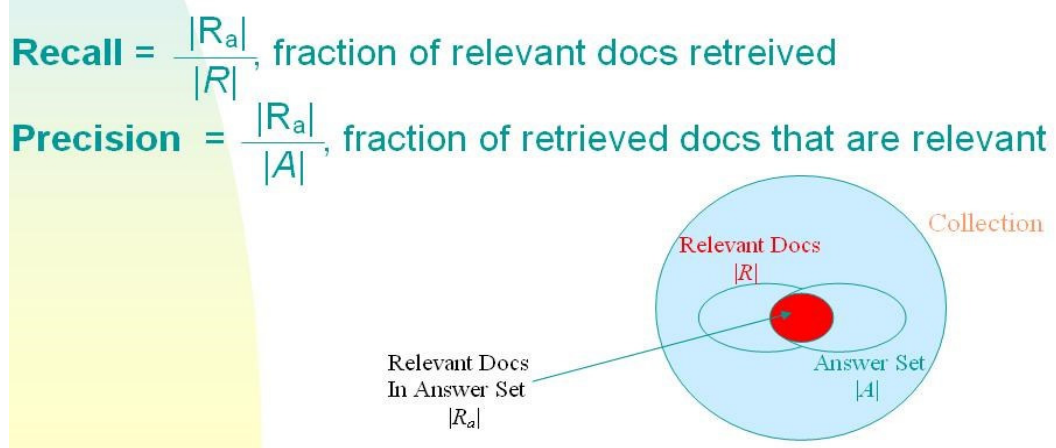 Recall = |Ra| / |R|, fraction of relevant docs retreived
Precision = |Ra| / |A|, fraction of retrieved docs that are relevant
Collection
Relevant Docs
|R|
Relevant Docs
In Answer Set
|Ra|
Answer Set
|A|